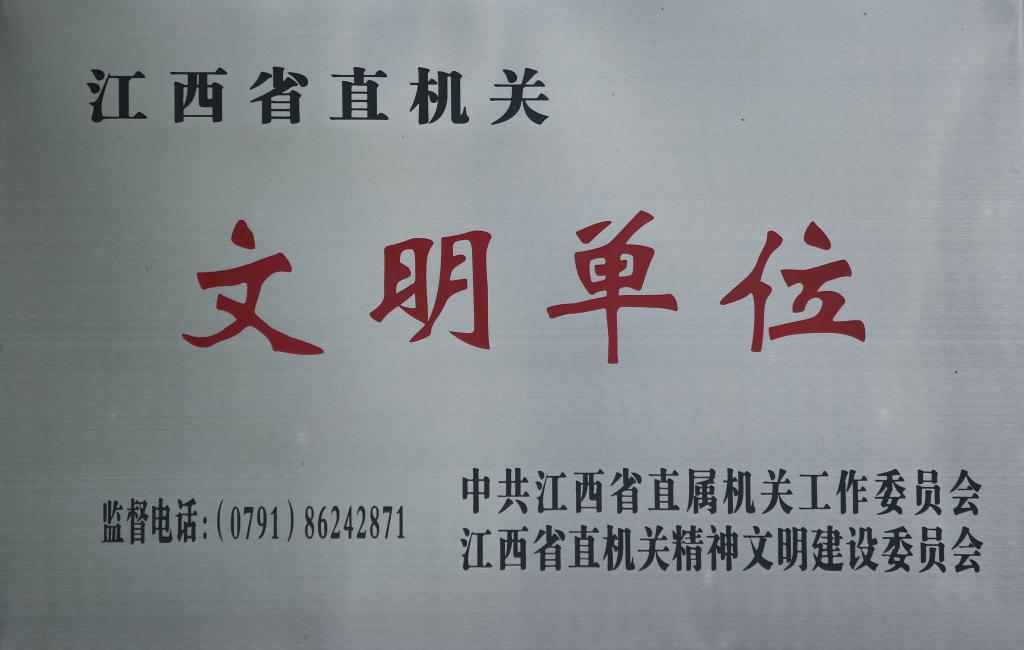 江西省直机关
文明单位
监督电话:(0791)86242871
中共江西省直属机关工作委员会
江西省直机关精神文明建设委员会